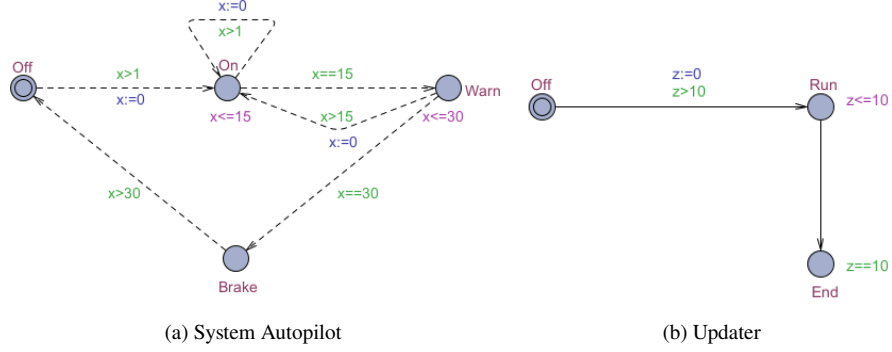 x:=0
x>1
On
Off
x>1
x:=0
x==15
Warn
x<=15
x>15
x:=0
x<=30
x>30
x==30
Brake
(a) System Autopilot
Off
z:=0
z>10
Run
z<=10
z==10
End
(b) Updater